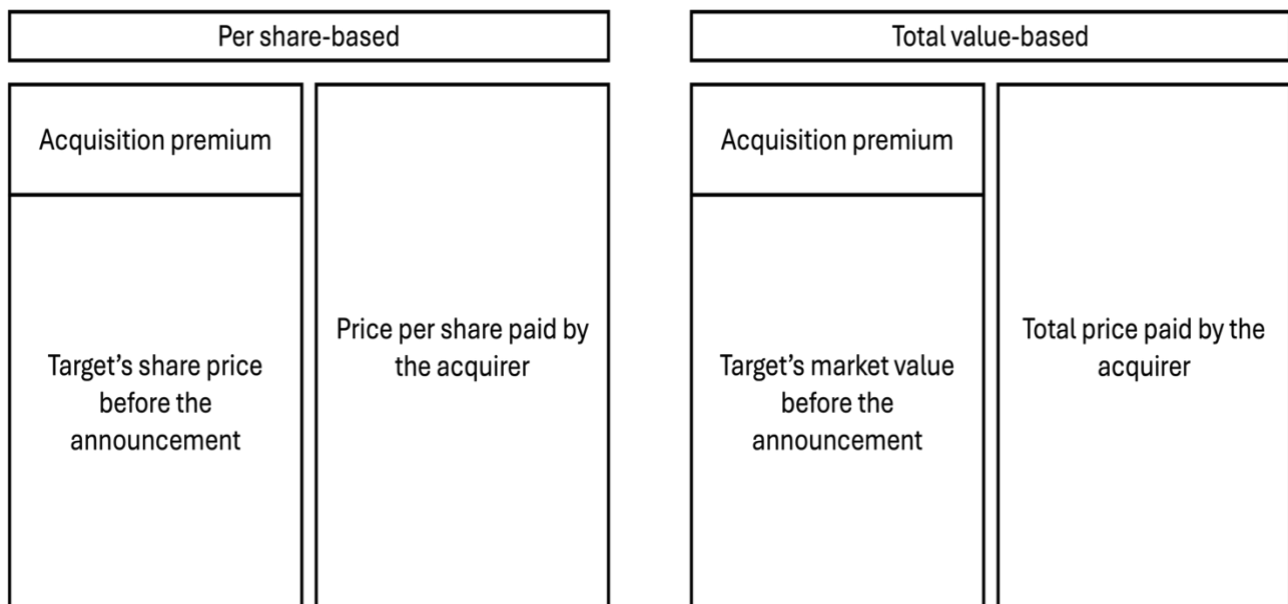 Per share-based
Acquisition premium
Target’s share price
before the
announcement
Price per share paid by
the acquirer
Total value-based
Acquisition premium
Target’s market value
before the
announcement
Total price paid by the
acquirer